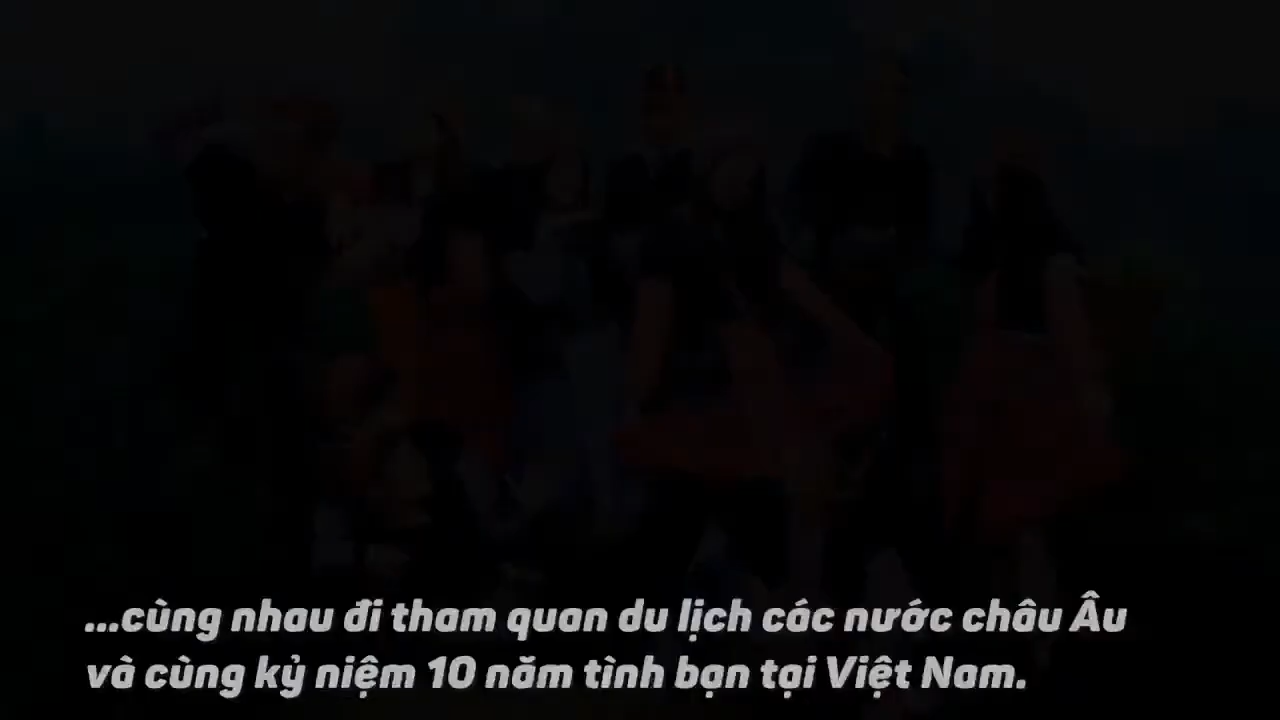 ...cùng nhau đi tham quan du lịch các nước châu Âu
và cùng kỷ niệm 10 năm tình bạn tại Việt Nam.